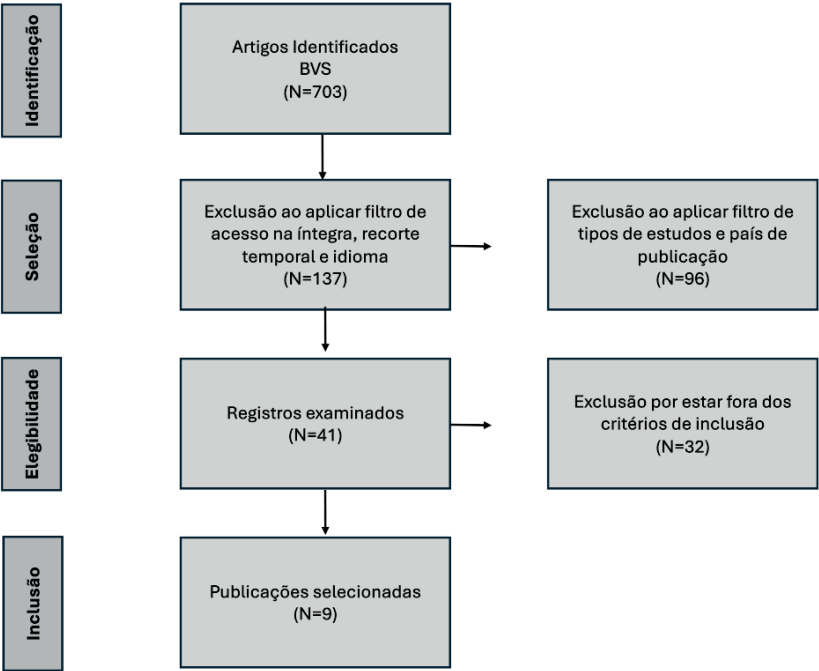 Identificação
Artigos Identificados
BVS
(N=703)
Seleção
Exclusão ao aplicar filtro de
acesso na íntegra, recorte
temporal e idioma
(N=137)
Exclusão ao aplicar filtro de
tipos de estudos e país de
publicação
(N=96)
Elegibilidade
Registros examinados
(N=41)
Exclusão por estar fora dos
critérios de inclusão
(N=32)
Inclusão
Publicações selecionadas
(N=9)